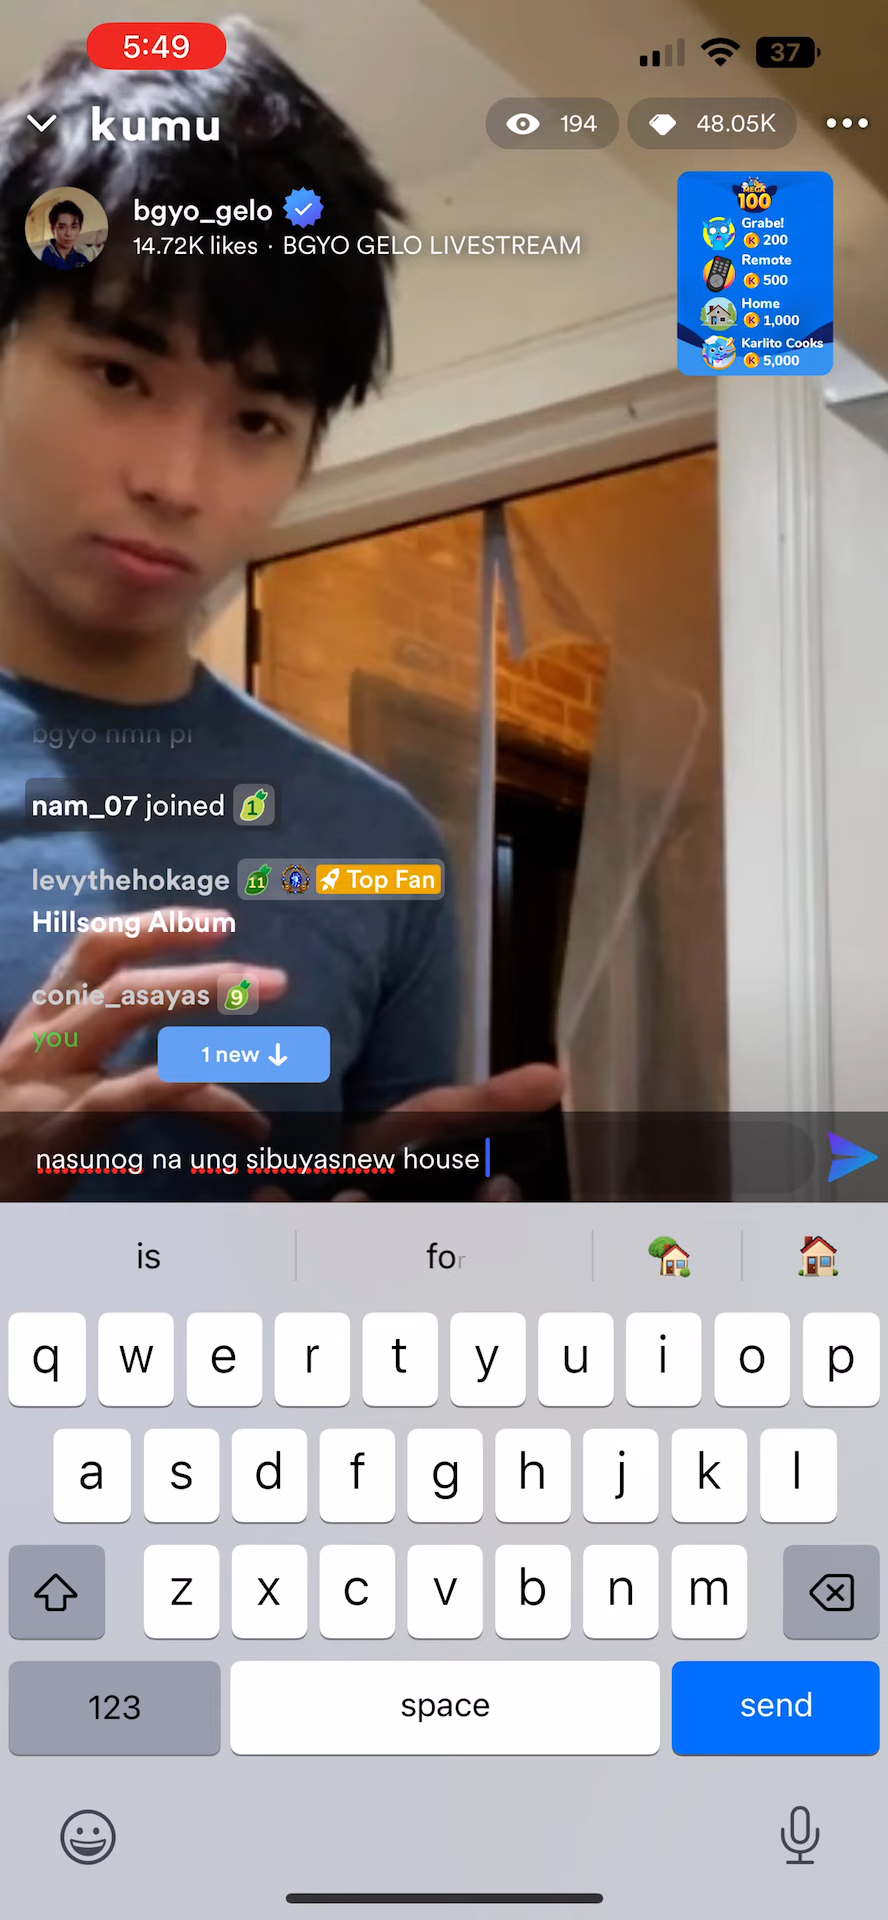 5:49
37
kumu
194
48.05K
bgyo_gelo
14.72K likes · BGYO GELO LIVESTREAM
MEGA
100
Grabe!
K 200
Remote
K 500
Home
K 1,000
Karlito Cooks
K 5,000
bgyo nmn pl
nam_07 joined 1
levythehokage 11 Top Fan
Hillsong Album
conie_asayas 9
you
1 new
nasunog na ung sibuyasnew house
is
for
q w e r t y u i o p
a s d f g h j k l
z x c v b n m
123
space
send